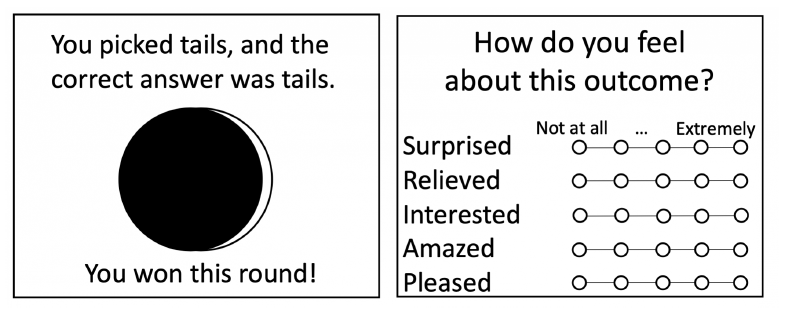 You picked tails, and the
correct answer was tails.
You won this round!
How do you feel
about this outcome?
Not at all ... Extremely
Surprised
Relieved
Interested
Amazed
Pleased